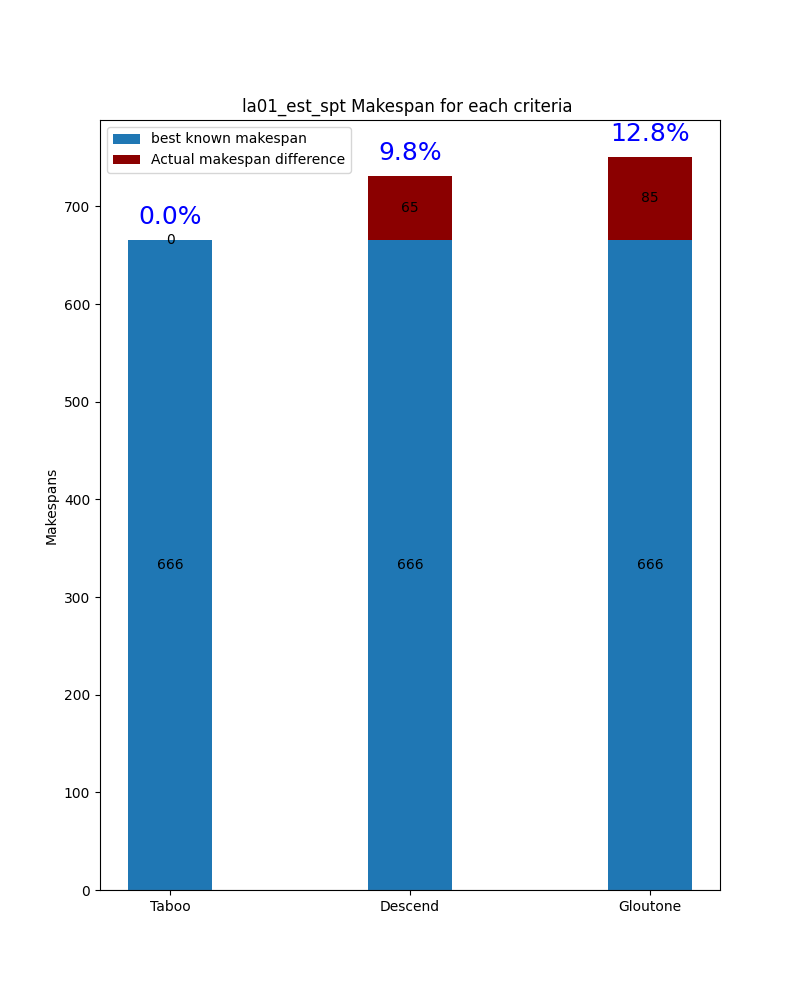 la01_est_spt Makespan for each criteria
best known makespan
Actual makespan difference
0.0%
9.8%
12.8%
0
65
85
666
666
666
Makespans
700
600
500
400
300
200
100
0
Taboo
Descend
Gloutone